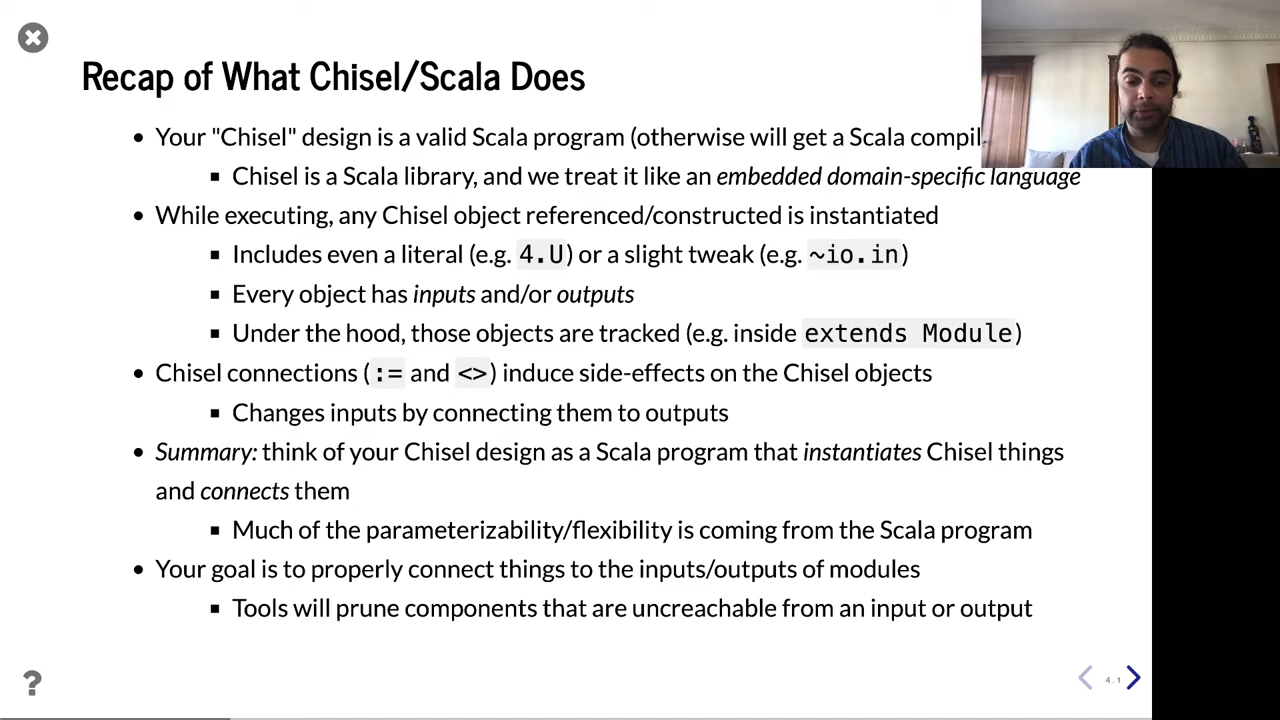 Recap of What Chisel/Scala Does
• Your "Chisel" design is a valid Scala program (otherwise will get a Scala compil
▪ Chisel is a Scala library, and we treat it like an embedded domain-specific language
• While executing, any Chisel object referenced/constructed is instantiated
▪ Includes even a literal (e.g. 4.U) or a slight tweak (e.g. ~io.in)
▪ Every object has inputs and/or outputs
▪ Under the hood, those objects are tracked (e.g. inside extends Module)
• Chisel connections (:= and <>) induce side-effects on the Chisel objects
▪ Changes inputs by connecting them to outputs
• Summary: think of your Chisel design as a Scala program that instantiates Chisel things
and connects them
▪ Much of the parameterizability/flexibility is coming from the Scala program
• Your goal is to properly connect things to the inputs/outputs of modules
▪ Tools will prune components that are uncreachable from an input or output
?
4.1